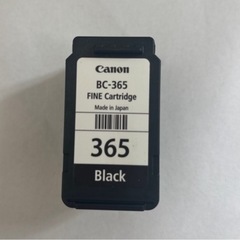 Canon
BC-365
FINE Cartridge
Made in Japan
365
Black